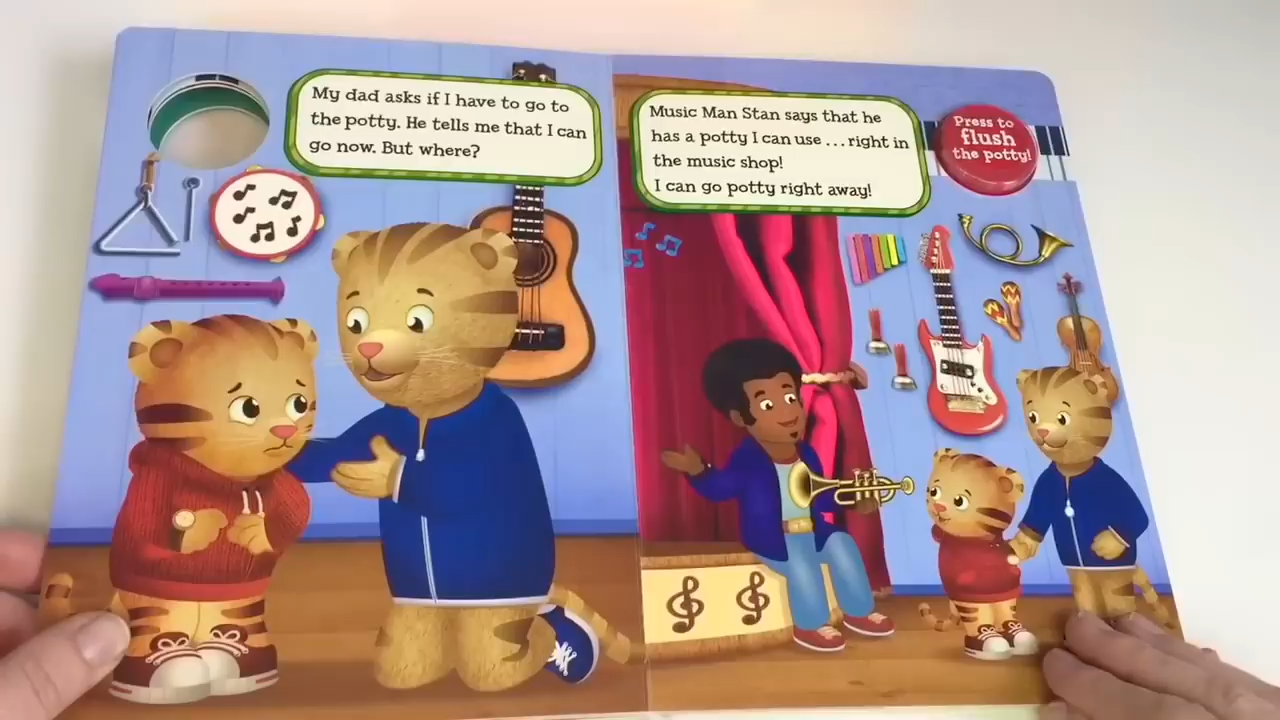 My dad asks if I have to go to
the potty. He tells me that I can
go now. But where?
Music Man Stan says that he
has a potty I can use . . . right in
the music shop!
I can go potty right away!
Press to
flush
the potty!